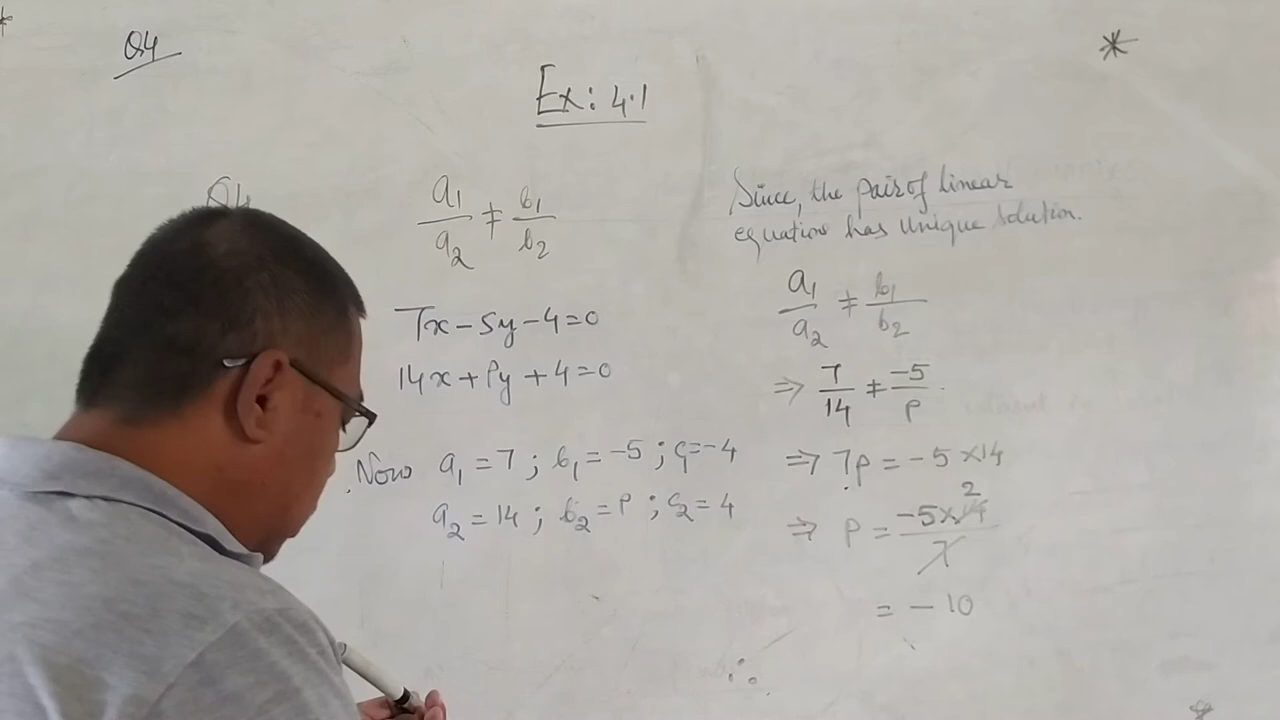 Q4
Ex: 4.1
Q4
a₁/a₂ ≠ b₁/b₂
7x - 5y - 4 = 0
14x + Py + 4 = 0
Now a₁ = 7 ; b₁ = -5 ; c₁ = -4
a₂ = 14 ; b₂ = P ; c₂ = 4
Since, the pair of linear
equation has unique solution.
a₁/a₂ ≠ b₁/b₂
⇒ 7/14 ≠ -5/P
⇒ 7P = -5 × 14
⇒ P = -5 × 14/7 2
= -10
∴